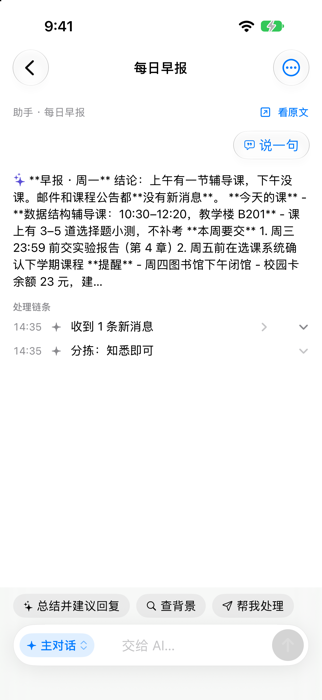 9:41
每日早报
助手 · 每日早报
看原文
说一句
**早报 · 周一** 结论：上午有一节辅导课，下午没
课。邮件和课程公告都**没有新消息**。 **今天的课** -
**数据结构辅导课：10:30–12:20，教学楼 B201** - 课
上有 3–5 道选择题小测，不补考 **本周要交** 1. 周三
23:59 前交实验报告（第 4 章）2. 周五前在选课系统确
认下学期课程 **提醒** - 周四图书馆下午闭馆 - 校园卡
余额 23 元，建...
处理链条
14:35 收到 1 条新消息
14:35 分拣：知悉即可
总结并建议回复 查背景 帮我处理
主对话 交给 AI...